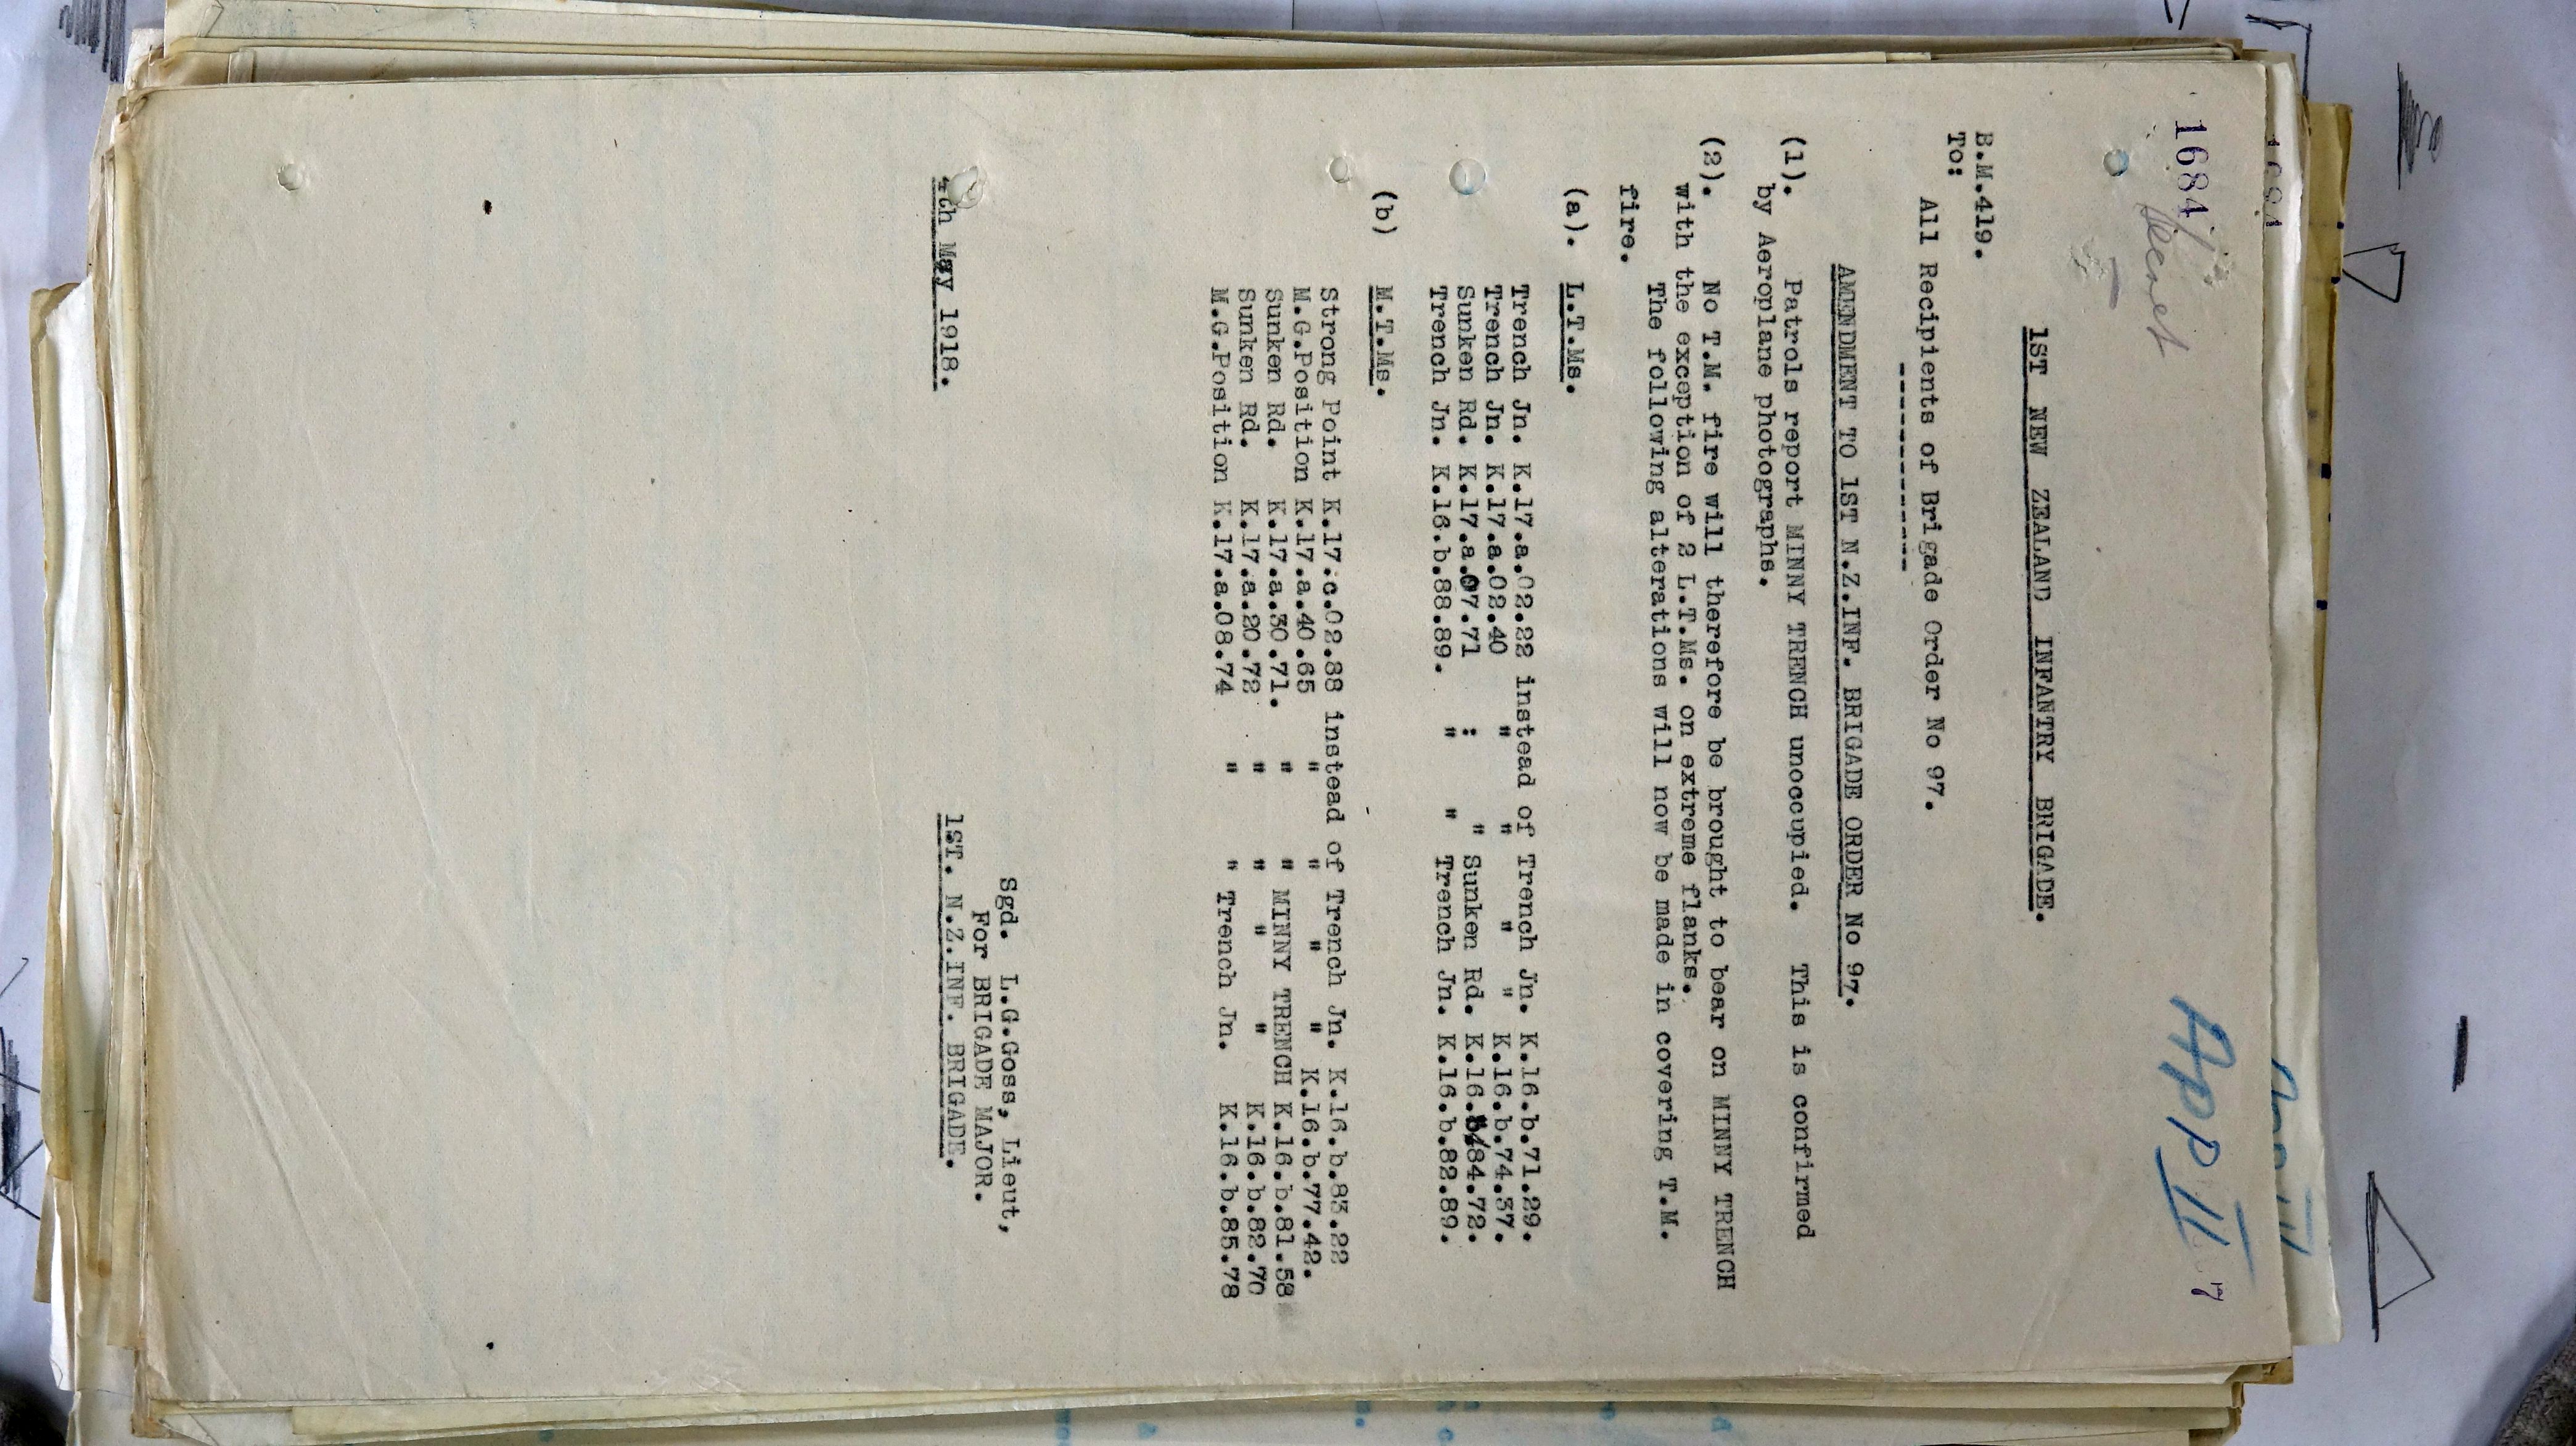 1684
Secret
App II
7
1ST NEW ZEALAND INFANTRY BRIGADE.
B.M.419.
To:
All Recipients of Brigade Order No 97.
-------------
AMENDMENT TO 1ST N.Z.INF. BRIGADE ORDER No 97.
(1). Patrols report MINNY TRENCH unoccupied. This is confirmed
by Aeroplane photographs.
(2). No T.M. fire will therefore be brought to bear on MINNY TRENCH
with the exception of 2 L.T.Ms. on extreme flanks.
The following alterations will now be made in covering T.M.
fire.
(a). L.T.Ms.
Trench Jn. K.17.a.02.22 instead of Trench Jn. K.16.b.71.29.
Trench Jn. K.17.a.02.40 " " " " K.16.b.74.37.
Sunken Rd. K.17.a.07.71 : " Sunken Rd. K.16.b/84.72.
Trench Jn. K.16.b.88.89. " " Trench Jn. K.16.b.82.89.
(b) M.T.Ms.
Strong Point K.17.c.02.88 instead of Trench Jn. K.16.b.83.22
M.G.Position K.17.a.40.65 " " " " K.16.b.77.42.
Sunken Rd. K.17.a.30.71. " " MINNY TRENCH K.16.b.81.58
Sunken Rd. K.17.a.20.72 " " " " K.16.b.82.70
M.G.Position K.17.a.08.74 " " Trench Jn. K.16.b.85.78
Sgd. L.G.Goss, Lieut,
For BRIGADE MAJOR.
4th May 1918. 1ST. N.Z.INF. BRIGADE.